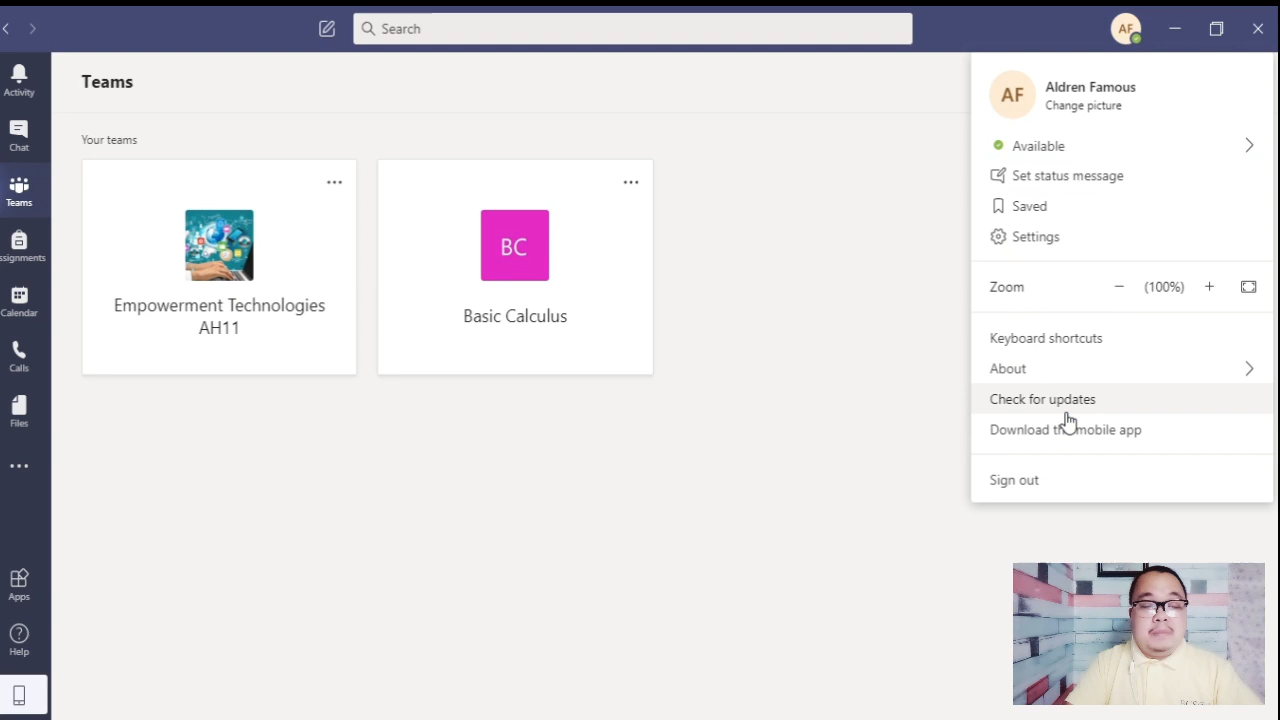 Search
AF
Activity
Chat
Teams
ssignments
Calendar
Calls
Files
Apps
Help
Teams
Your teams
Empowerment Technologies
AH11
BC
Basic Calculus
AF
Aldren Famous
Change picture
Available
Set status message
Saved
Settings
Zoom
(100%)
Keyboard shortcuts
About
Check for updates
Download th mobile app
Sign out